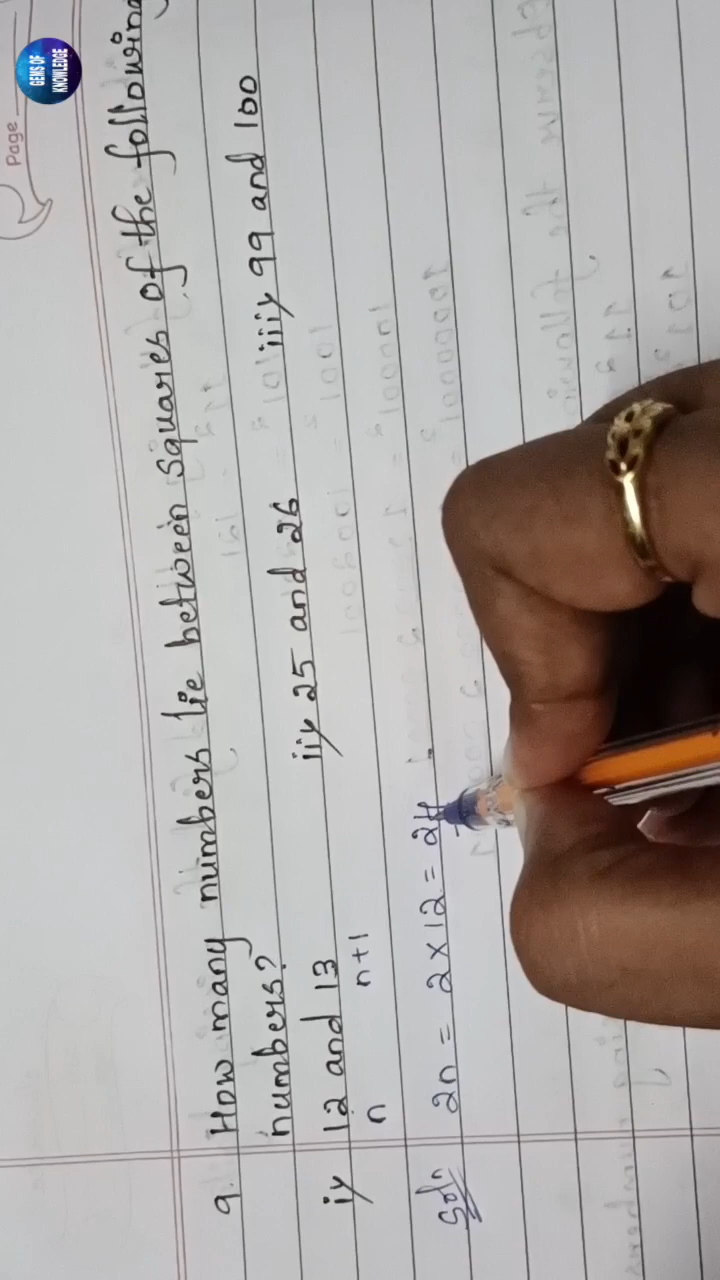 Page
GEMS OF
KNOWLEDGE
9. How many numbers lie between squares of the following
numbers?
i) 12 and 13 ii) 25 and 26 iii) 99 and 100
n n+1
Soln 2n = 2 × 12 = 24